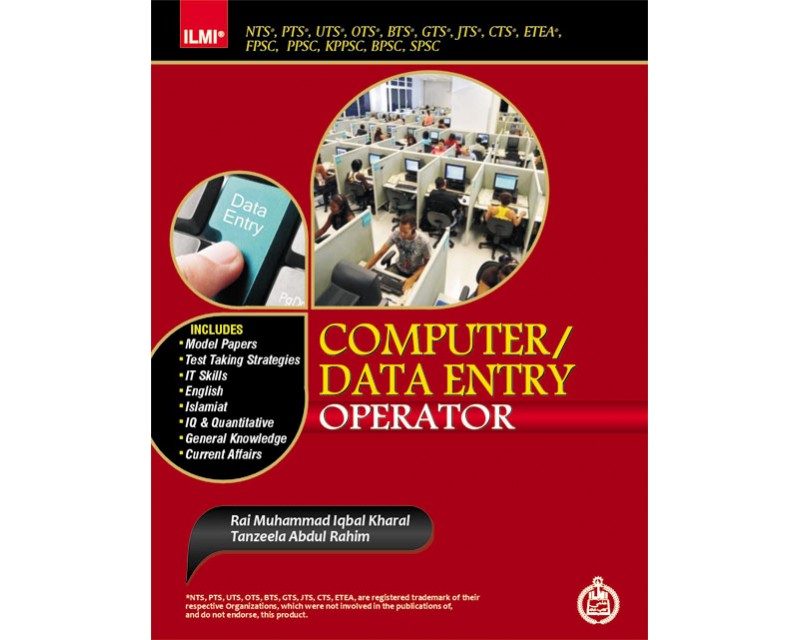 ILMI®
NTS®, PTS®, UTS®, OTS®, BTS®, GTS®, JTS®, CTS®, ETEA®,
FPSC, PPSC, KPPSC, BPSC, SPSC
Data
Entry
INCLUDES
• Model Papers
• Test Taking Strategies
• IT Skills
• English
• Islamiat
• IQ & Quantitative
• General Knowledge
• Current Affairs
COMPUTER/
DATA ENTRY
OPERATOR
Rai Muhammad Iqbal Kharal
Tanzeela Abdul Rahim
®NTS, PTS, UTS, OTS, BTS, GTS, JTS, CTS, ETEA, are registered trademark of their
respective Organizations, which were not involved in the publications of,
and do not endorse, this product.